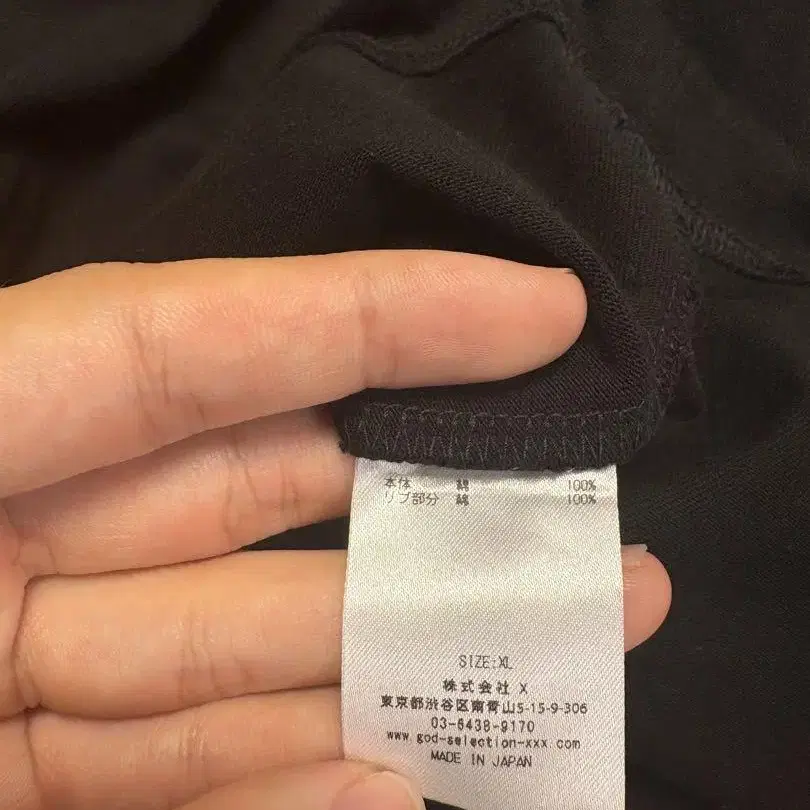 本体 綿 100%
リブ部分 綿 100%
SIZE:XL
株式会社 X
東京都渋谷区南青山5-15-9-306
03-6438-9170
www.god-selection-xxx.com
MADE IN JAPAN